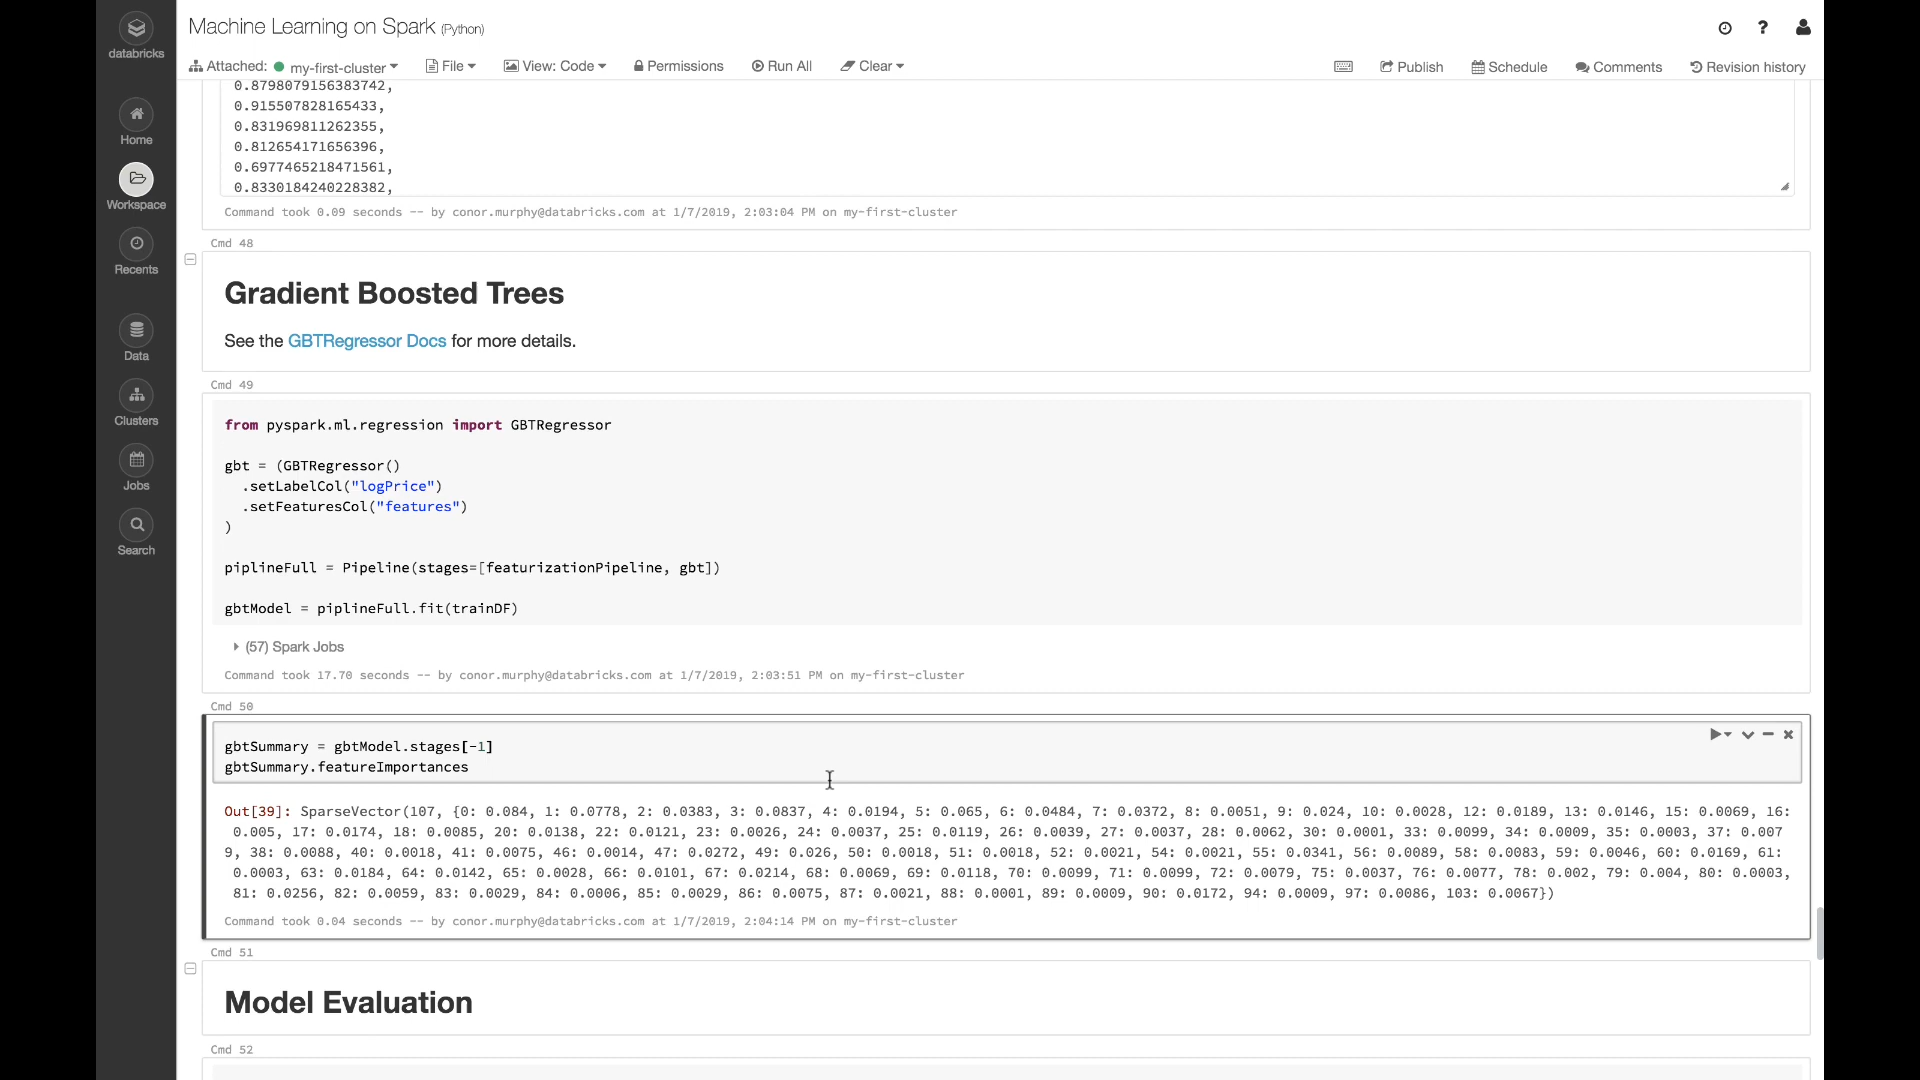 databricks
Home
Workspace
Recents
Data
Clusters
Jobs
Search
Machine Learning on Spark (Python)
Attached: my-first-cluster File View: Code Permissions Run All Clear Publish Schedule Comments Revision history
0.8798079156383742,
0.915507828165433,
0.831969811262355,
0.812654171656396,
0.6977465218471561,
0.8330184240228382,
Command took 0.09 seconds -- by conor.murphy@databricks.com at 1/7/2019, 2:03:04 PM on my-first-cluster
Cmd 48
Gradient Boosted Trees
See the GBTRegressor Docs for more details.
Cmd 49
from pyspark.ml.regression import GBTRegressor
gbt = (GBTRegressor()
.setLabelCol("logPrice")
.setFeaturesCol("features")
)
piplineFull = Pipeline(stages=[featurizationPipeline, gbt])
gbtModel = piplineFull.fit(trainDF)
(57) Spark Jobs
Command took 17.70 seconds -- by conor.murphy@databricks.com at 1/7/2019, 2:03:51 PM on my-first-cluster
Cmd 50
gbtSummary = gbtModel.stages[-1]
gbtSummary.featureImportances
Out[39]: SparseVector(107, {0: 0.084, 1: 0.0778, 2: 0.0383, 3: 0.0837, 4: 0.0194, 5: 0.065, 6: 0.0484, 7: 0.0372, 8: 0.0051, 9: 0.024, 10: 0.0028, 12: 0.0189, 13: 0.0146, 15: 0.0069, 16:
0.005, 17: 0.0174, 18: 0.0085, 20: 0.0138, 22: 0.0121, 23: 0.0026, 24: 0.0037, 25: 0.0119, 26: 0.0039, 27: 0.0037, 28: 0.0062, 30: 0.0001, 33: 0.0099, 34: 0.0009, 35: 0.0003, 37: 0.007
9, 38: 0.0088, 40: 0.0018, 41: 0.0075, 46: 0.0014, 47: 0.0272, 49: 0.026, 50: 0.0018, 51: 0.0018, 52: 0.0021, 54: 0.0021, 55: 0.0341, 56: 0.0089, 58: 0.0083, 59: 0.0046, 60: 0.0169, 61:
0.0003, 63: 0.0184, 64: 0.0142, 65: 0.0028, 66: 0.0101, 67: 0.0214, 68: 0.0069, 69: 0.0118, 70: 0.0099, 71: 0.0099, 72: 0.0079, 75: 0.0037, 76: 0.0077, 78: 0.002, 79: 0.004, 80: 0.0003,
81: 0.0256, 82: 0.0059, 83: 0.0029, 84: 0.0006, 85: 0.0029, 86: 0.0075, 87: 0.0021, 88: 0.0001, 89: 0.0009, 90: 0.0172, 94: 0.0009, 97: 0.0086, 103: 0.0067})
Command took 0.04 seconds -- by conor.murphy@databricks.com at 1/7/2019, 2:04:14 PM on my-first-cluster
Cmd 51
Model Evaluation
Cmd 52